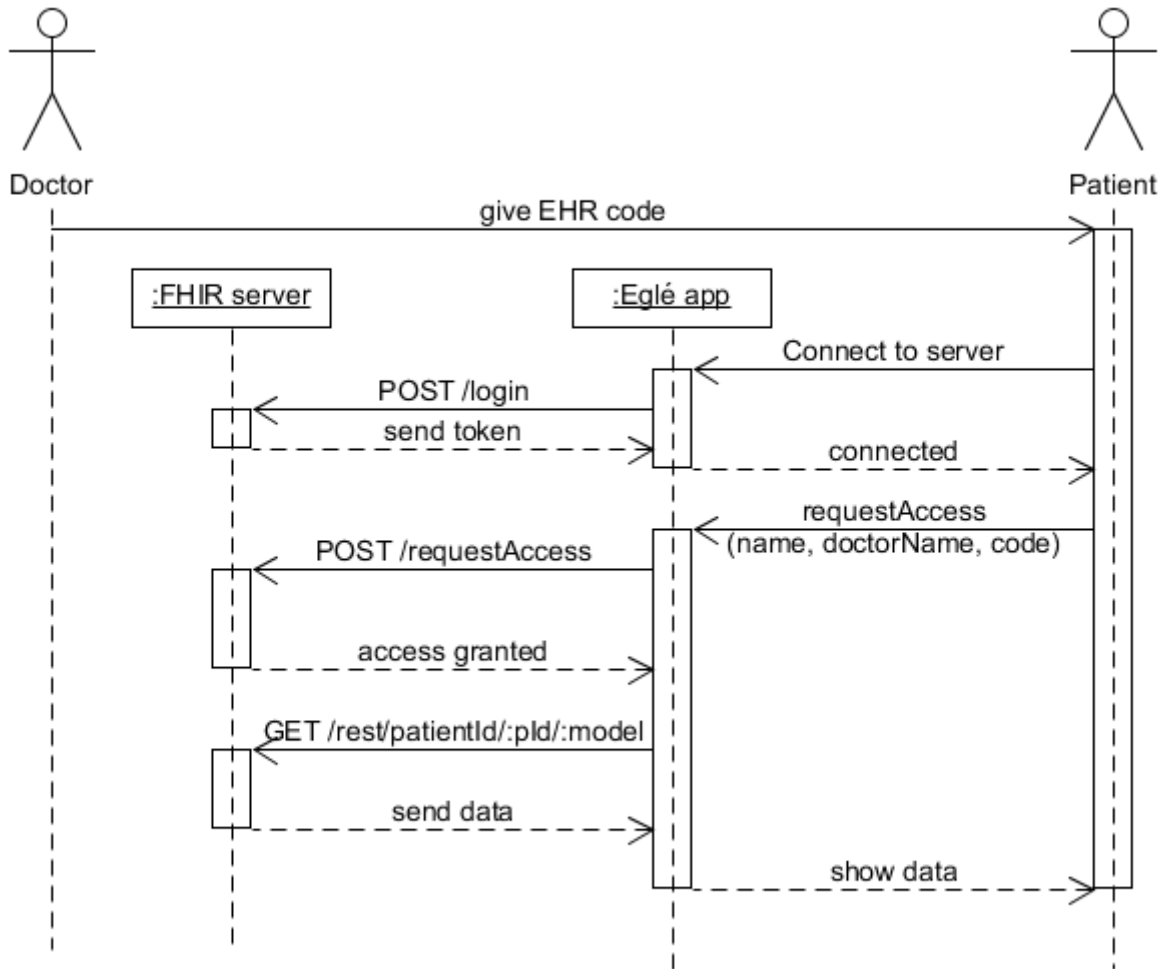 Doctor
Patient
give EHR code
:FHIR server
:Eglé app
Connect to server
POST /login
send token
connected
requestAccess
(name, doctorName, code)
POST /requestAccess
access granted
GET /rest/patientId/:pId/:model
send data
show data